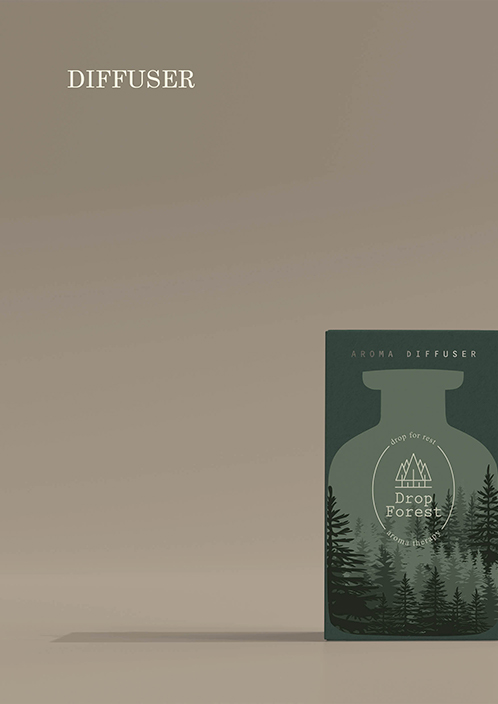 DIFFUSER
AROMA DIFFUSER
drop for rest
Drop
Forest
aroma therapy